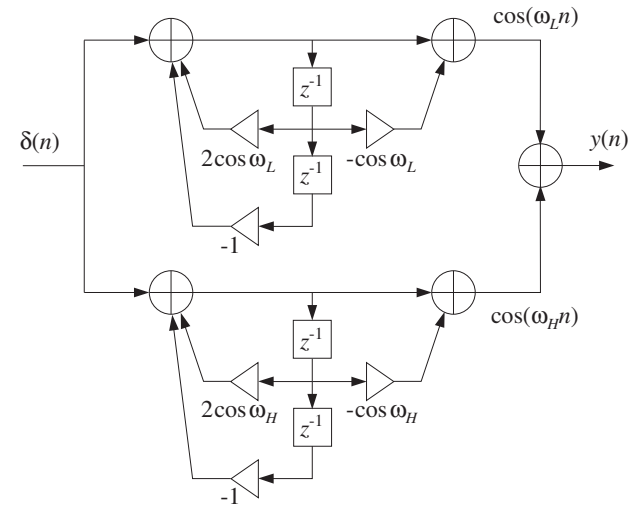 cos(ω_L n)
z⁻¹
δ(n)
2cos ω_L
-cos ω_L
y(n)
z⁻¹
-1
cos(ω_H n)
z⁻¹
2cos ω_H
-cos ω_H
z⁻¹
-1